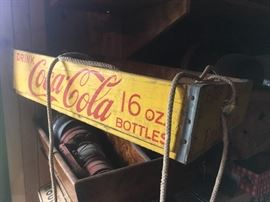 DRINK
Coca-Cola
16 OZ.
BOTTLES